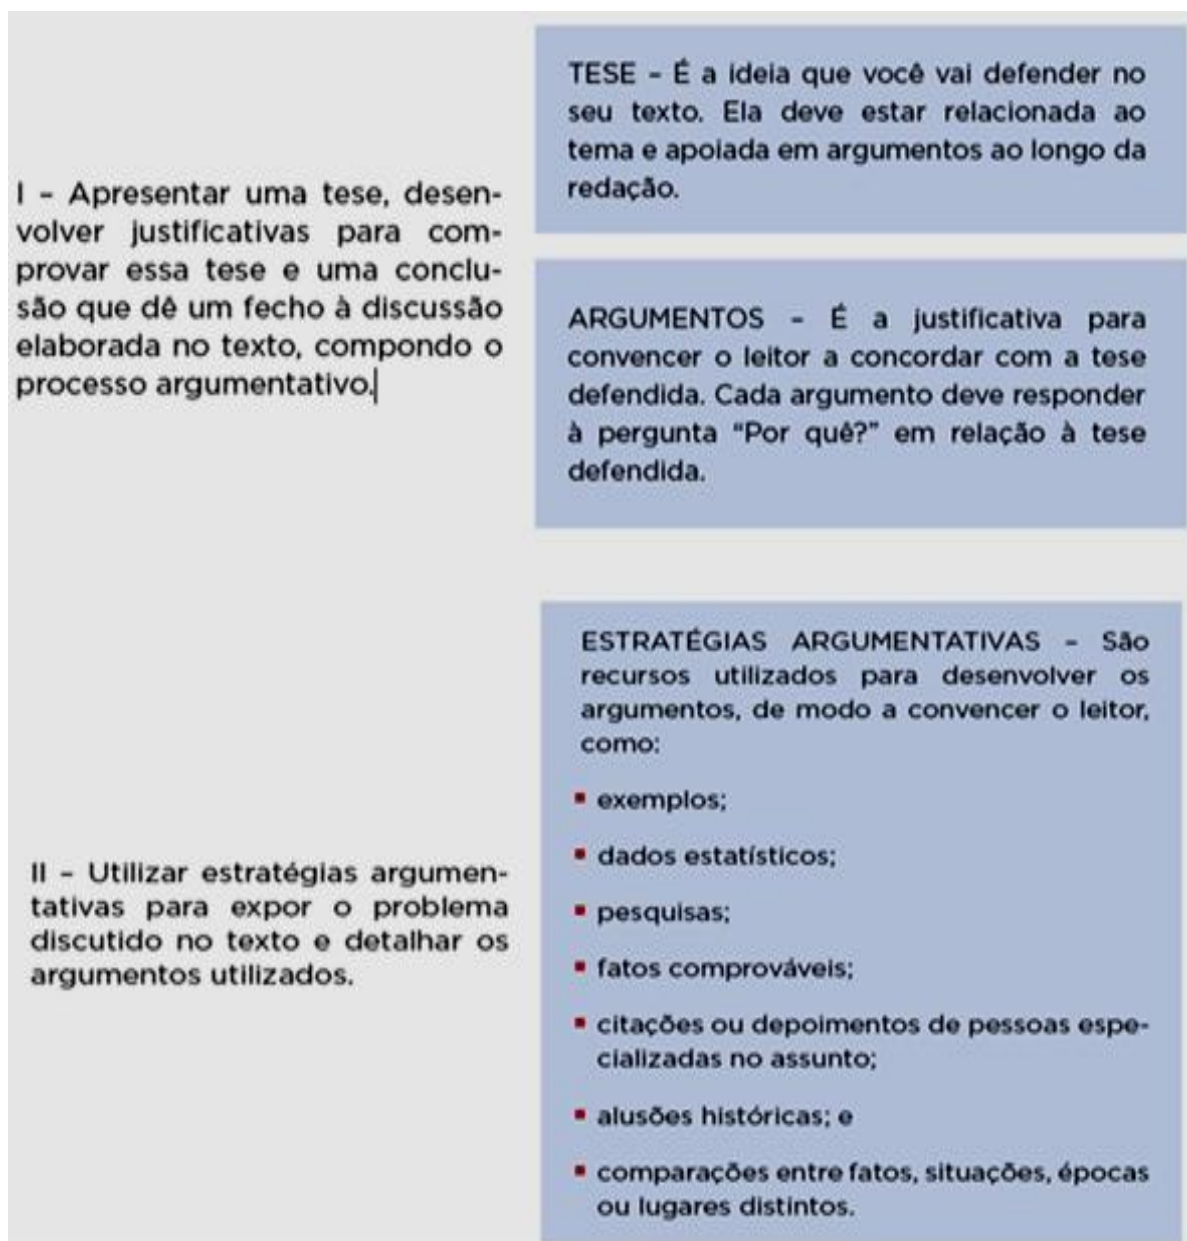 I – Apresentar uma tese, desen-
volver justificativas para com-
provar essa tese e uma conclu-
são que dê um fecho à discussão
elaborada no texto, compondo o
processo argumentativo.
TESE – É a ideia que você vai defender no
seu texto. Ela deve estar relacionada ao
tema e apoiada em argumentos ao longo da
redação.
ARGUMENTOS – É a justificativa para
convencer o leitor a concordar com a tese
defendida. Cada argumento deve responder
à pergunta “Por quê?” em relação à tese
defendida.
II – Utilizar estratégias argumen-
tativas para expor o problema
discutido no texto e detalhar os
argumentos utilizados.
ESTRATÉGIAS ARGUMENTATIVAS – São
recursos utilizados para desenvolver os
argumentos, de modo a convencer o leitor,
como:
▪ exemplos;
▪ dados estatísticos;
▪ pesquisas;
▪ fatos comprováveis;
▪ citações ou depoimentos de pessoas espe-
cializadas no assunto;
▪ alusões históricas; e
▪ comparações entre fatos, situações, épocas
ou lugares distintos.